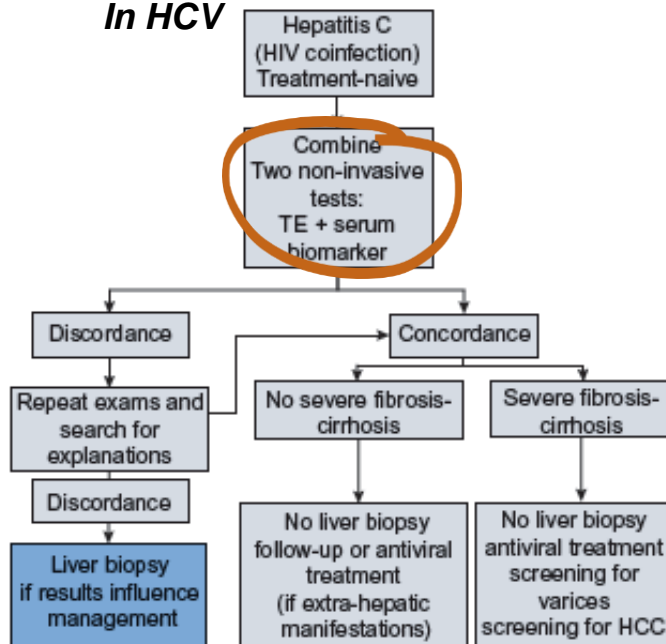 In HCV
Hepatitis C
(HIV coinfection)
Treatment-naive
Combine
Two non-invasive
tests:
TE + serum
biomarker
Discordance
Concordance
Repeat exams and
search for
explanations
No severe fibrosis-
cirrhosis
Severe fibrosis-
cirrhosis
Discordance
Liver biopsy
if results influence
management
No liver biopsy
follow-up or antiviral
treatment
(if extra-hepatic
manifestations)
No liver biopsy
antiviral treatment
screening for
varices
screening for HCC